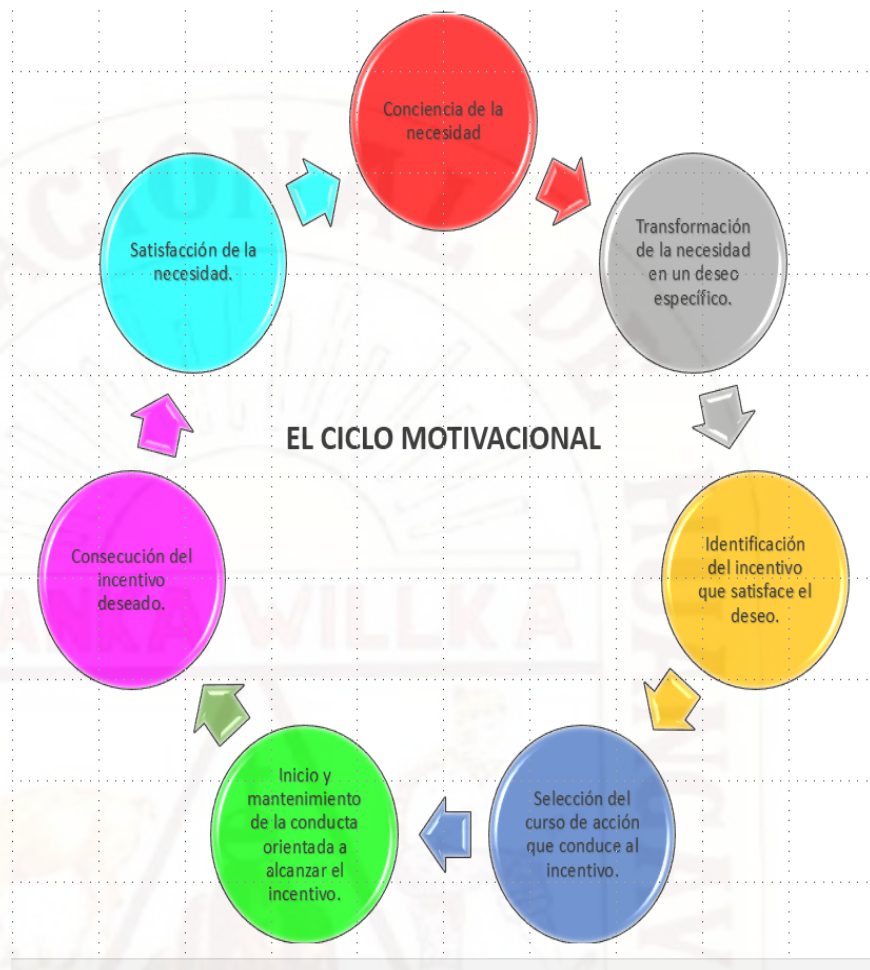 Conciencia de la
necesidad
Transformación
de la necesidad
en un deseo
específico.
Identificación
del incentivo
que satisface el
deseo.
Selección del
curso de acción
que conduce al
incentivo.
Inicio y
mantenimiento
de la conducta
orientada a
alcanzar el
incentivo.
Consecución del
incentivo
deseado.
Satisfacción de la
necesidad.
EL CICLO MOTIVACIONAL
WILLKA